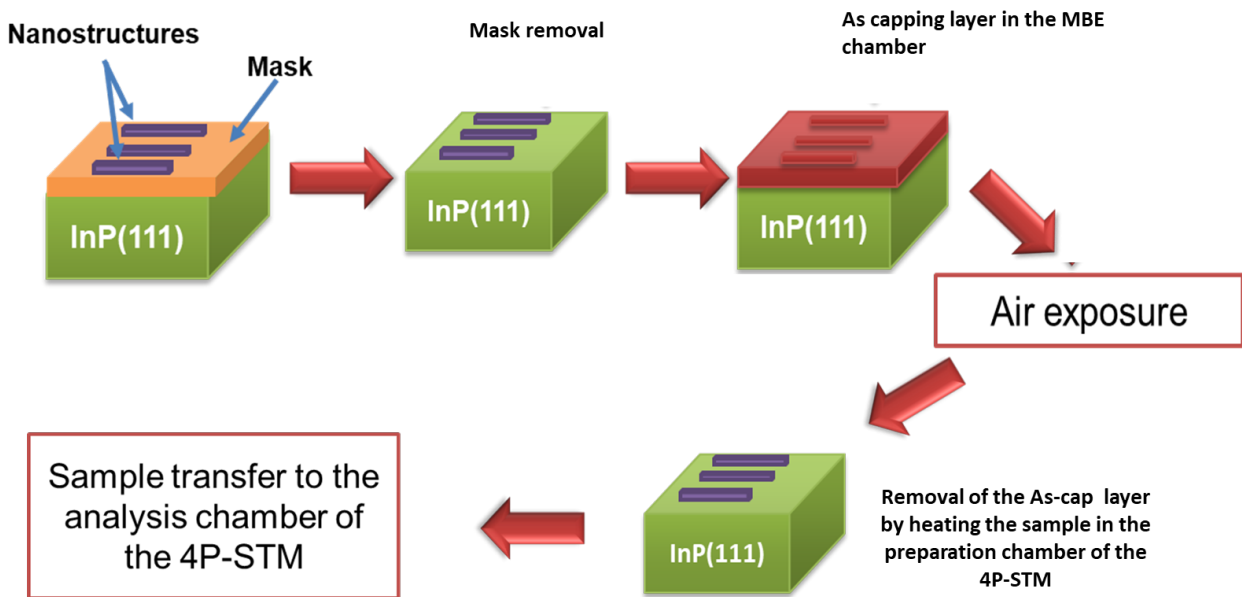 Nanostructures
Mask
InP(111)
Mask removal
InP(111)
As capping layer in the MBE
chamber
InP(111)
Air exposure
Removal of the As-cap layer
by heating the sample in the
preparation chamber of the
4P-STM
InP(111)
Sample transfer to the
analysis chamber of
the 4P-STM